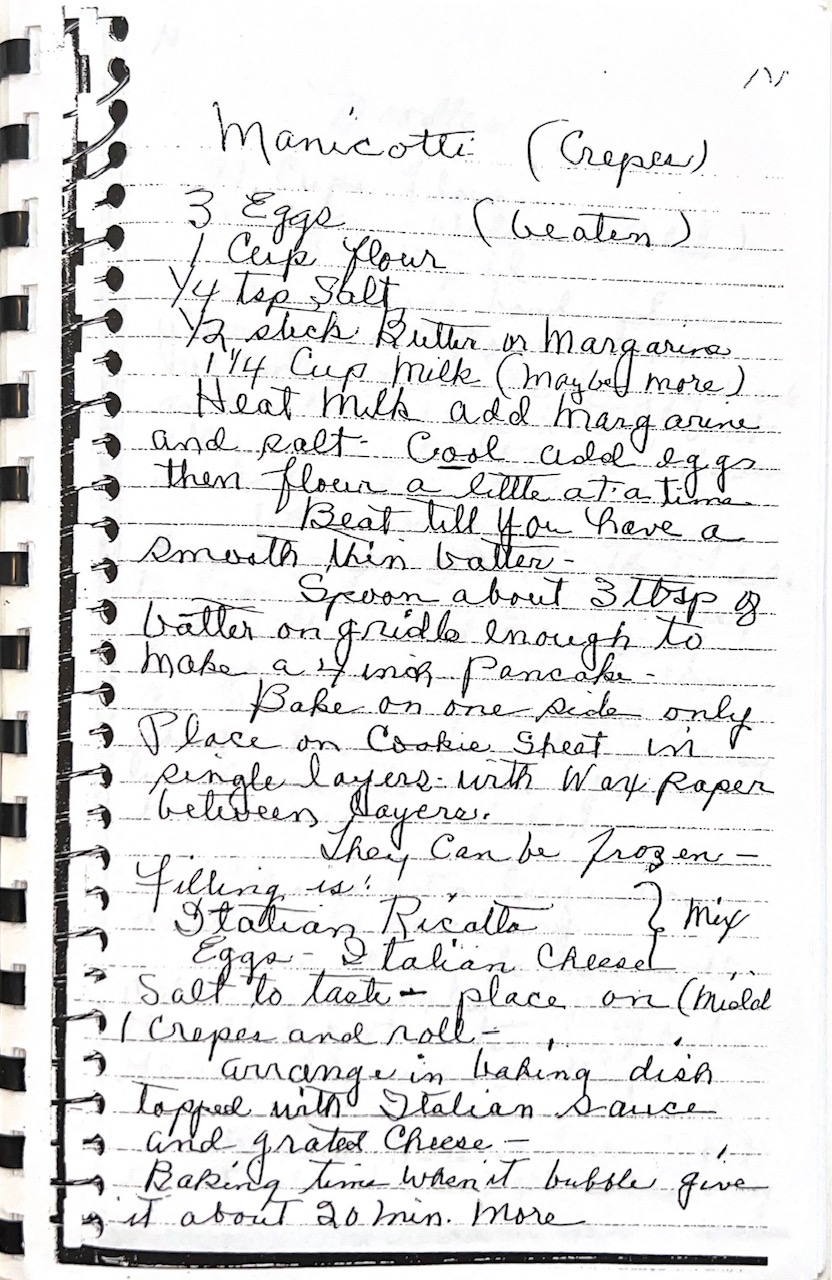 Manicotti (Crepes)
3 Eggs (beaten)
1 Cup flour
1/4 tsp Salt
1/2 stick Butter or Margarine
1 1/4 Cup Milk (Maybe more)
Heat Milk add Margarine
and salt - Cool add eggs
then flour a little at a time
Beat till you have a
smooth thin batter -
Spoon about 3 tbsp of
batter on gridle enough to
make a 4 inch pancake -
Bake on one side only
Place on Cookie Sheet in
single layers - with Wax paper
between layers.
They Can be frozen -
Filling is:
Italian Ricotta } Mix
Eggs - Italian Cheese
Salt to taste - place on (Middl
1 Crepes and roll -
arrange in baking dish
topped with Italian Sauce
and grated Cheese -
Baking time when it bubble give
it about 20 min. More